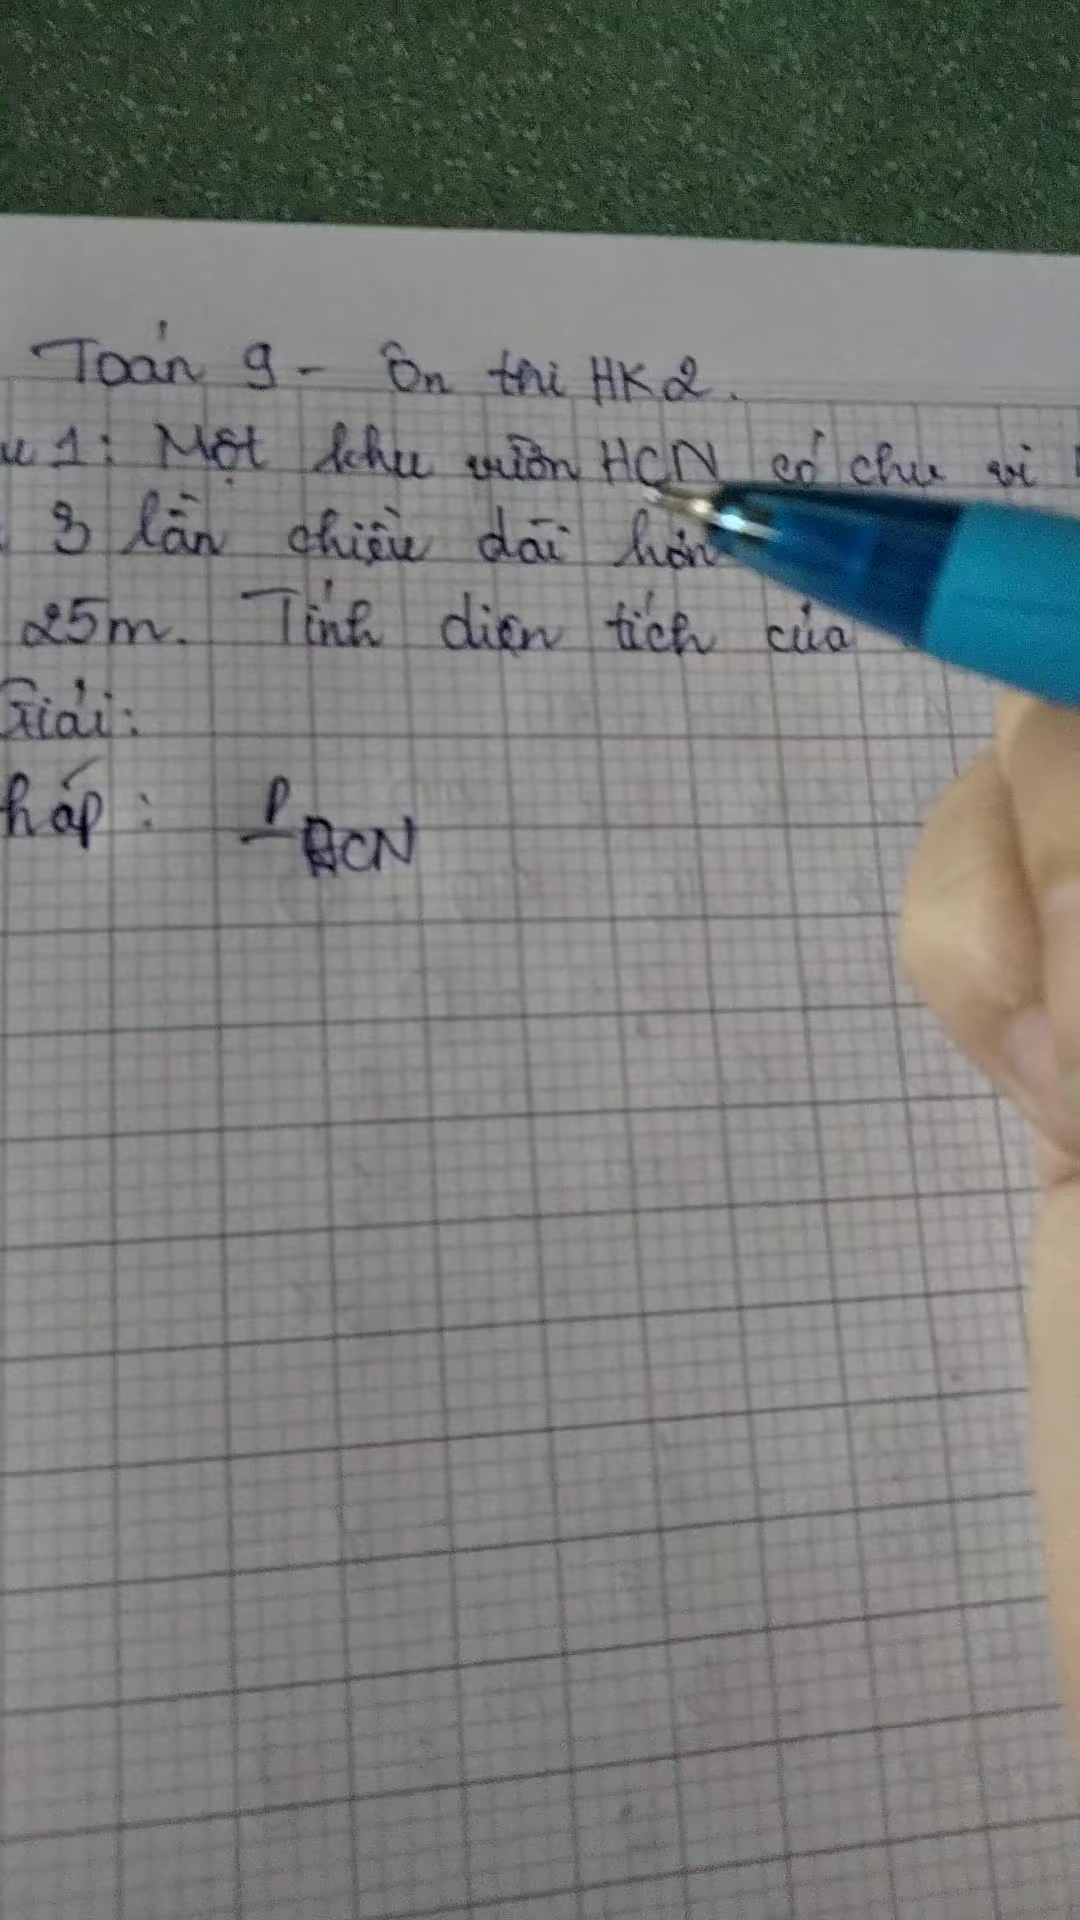 Toán 9 - Ôn thi HK2.
1: Một khu vườn HCN có chu vi
3 lần chiều dài hơn
25m. Tính diện tích của
Giải:
P HCN